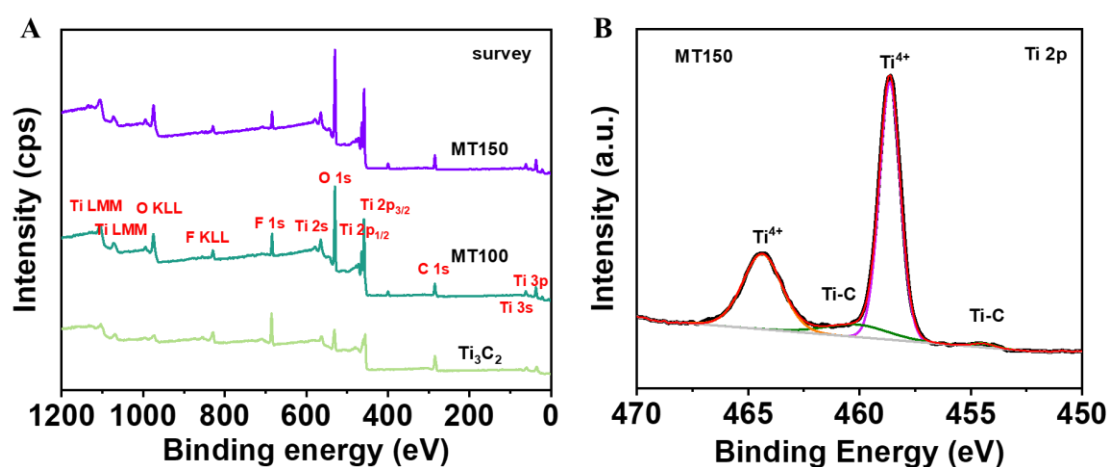 A
survey
MT150
O 1s
Ti LMM
O KLL
Ti LMM
F KLL
F 1s
Ti 2s
Ti 2p3/2
Ti 2p1/2
MT100
C 1s
Ti 3p
Ti 3s
Ti3C2
Intensity (cps)
1200 1000 800 600 400 200 0
Binding energy (eV)
B
MT150
Ti4+
Ti 2p
Ti4+
Ti-C
Ti-C
Intensity (a.u.)
470 465 460 455 450
Binding Energy (eV)